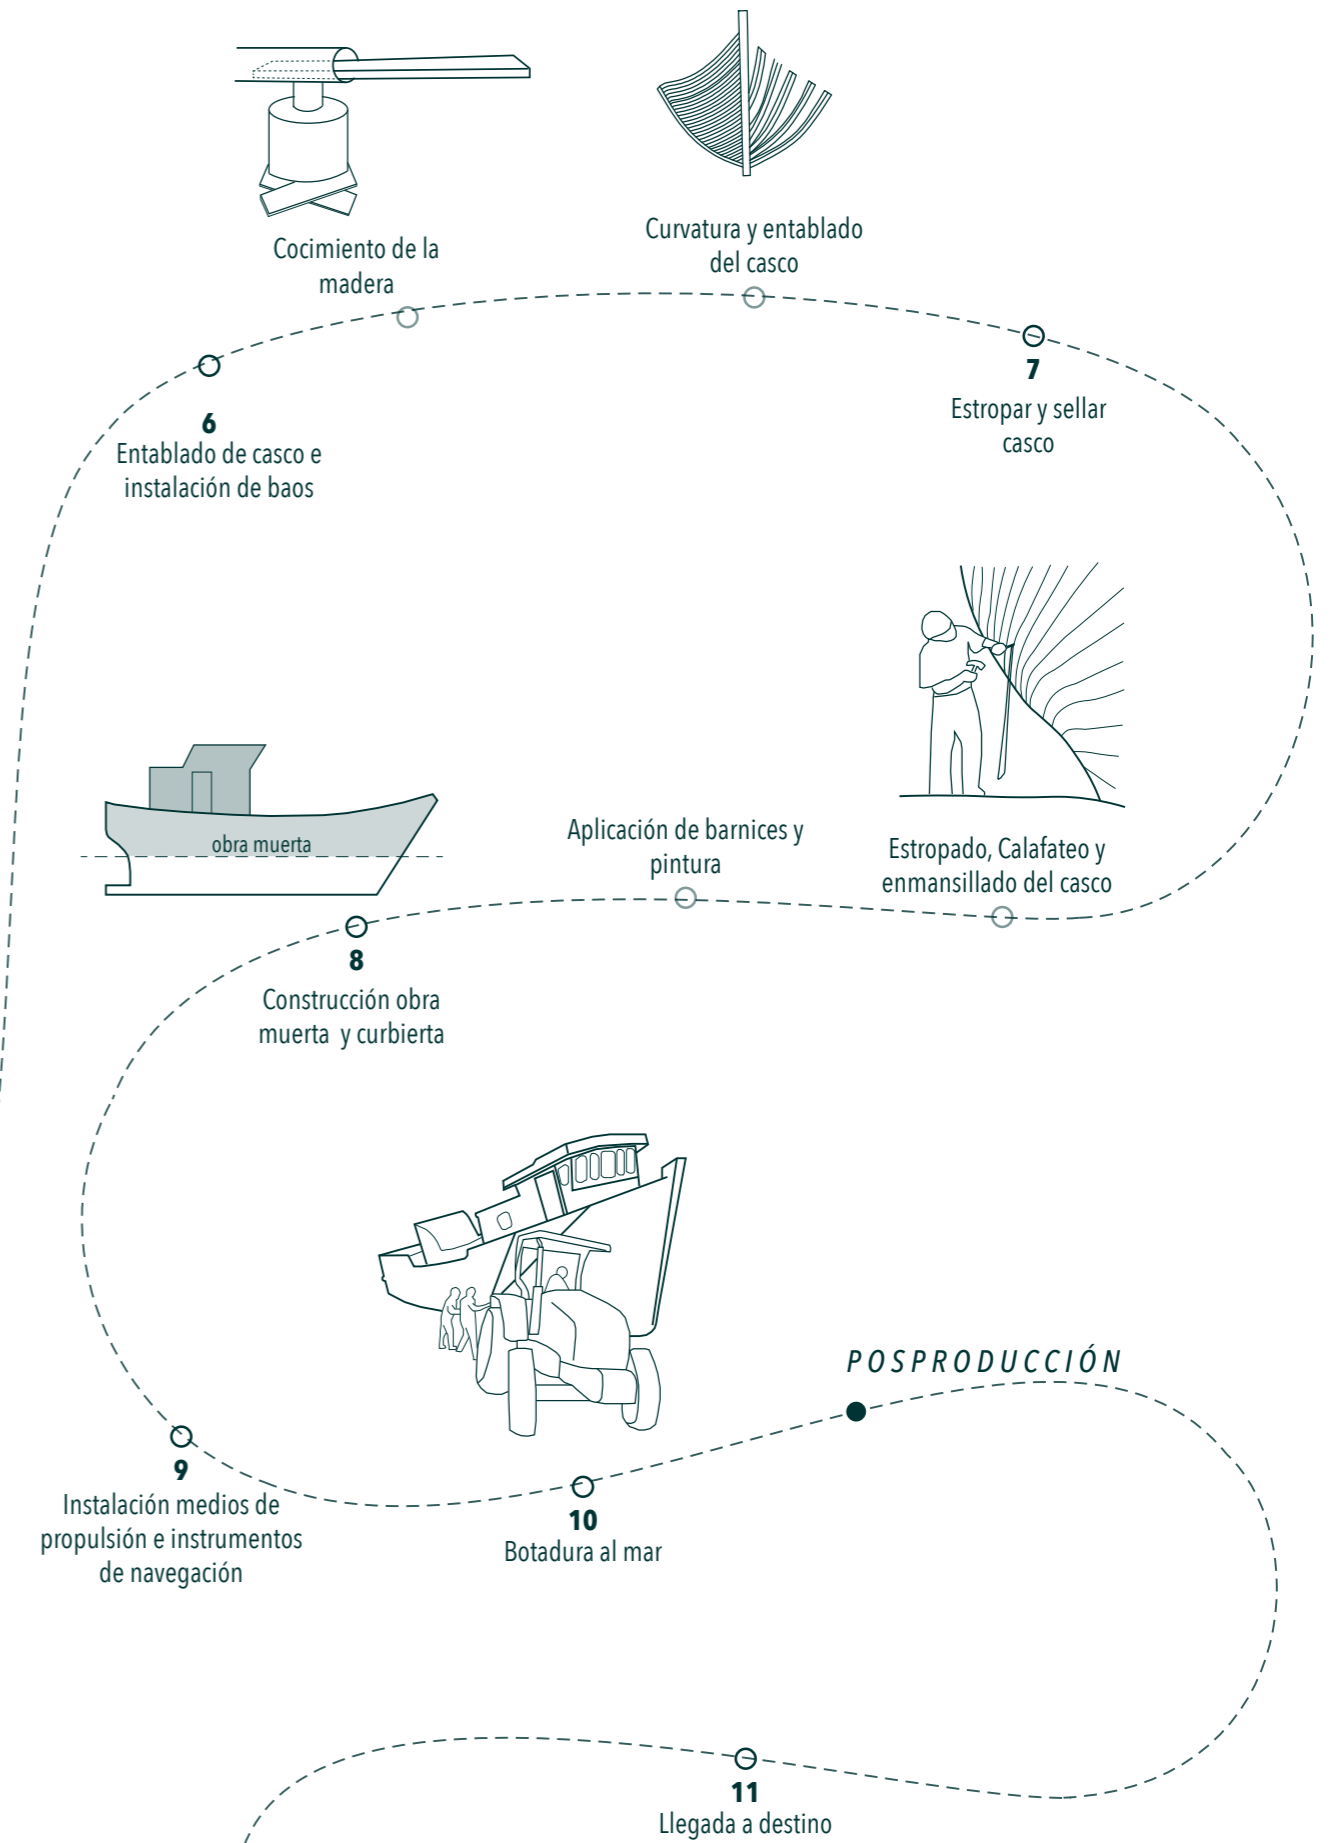 Cocimiento de la
madera
Curvatura y entablado
del casco
6
Entablado de casco e
instalación de baos
7
Estropar y sellar
casco
Estropado, Calafateo y
enmansillado del casco
Aplicación de barnices y
pintura
obra muerta
8
Construcción obra
muerta y curbierta
9
Instalación medios de
propulsión e instrumentos
de navegación
10
Botadura al mar
POSPRODUCCIÓN
11
Llegada a destino